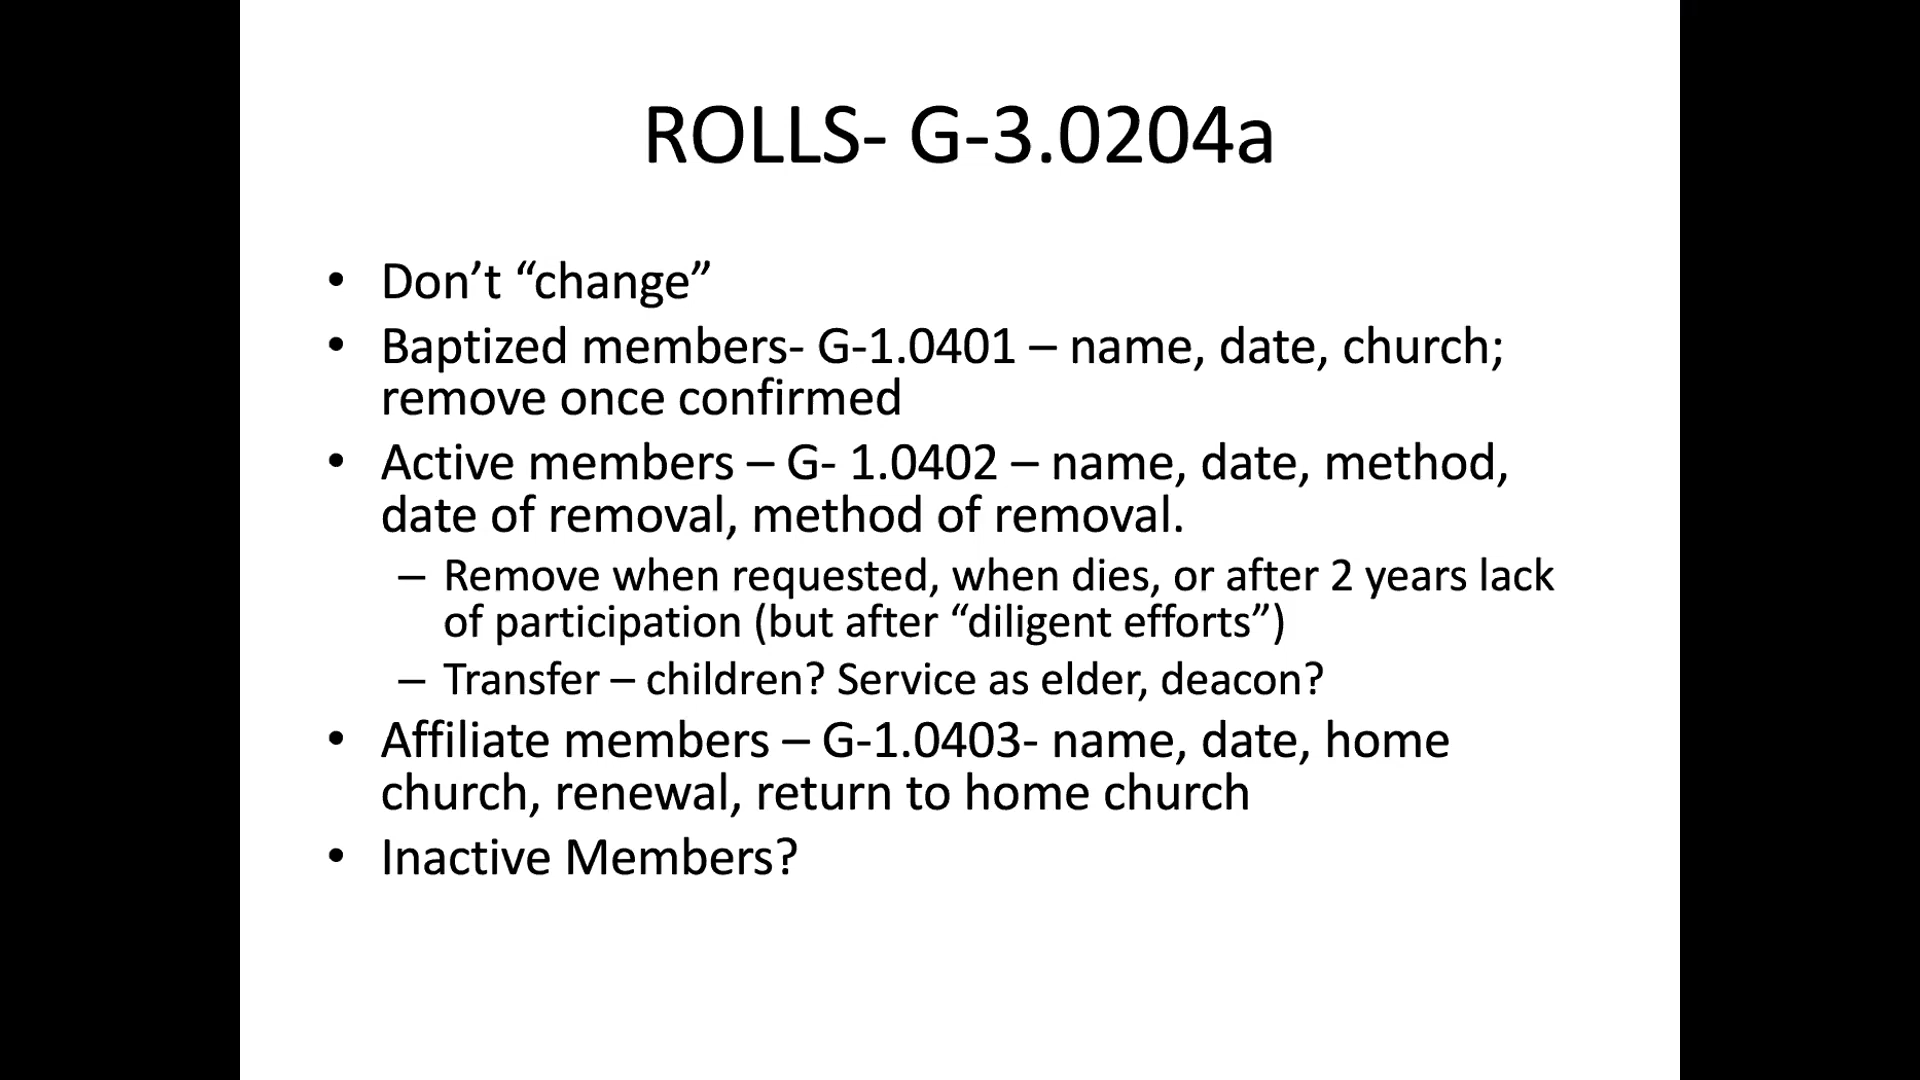 ROLLS- G-3.0204a
• Don’t “change”
• Baptized members- G-1.0401 – name, date, church;
remove once confirmed
• Active members – G- 1.0402 – name, date, method,
date of removal, method of removal.
– Remove when requested, when dies, or after 2 years lack
of participation (but after “diligent efforts”)
– Transfer – children? Service as elder, deacon?
• Affiliate members – G-1.0403- name, date, home
church, renewal, return to home church
• Inactive Members?